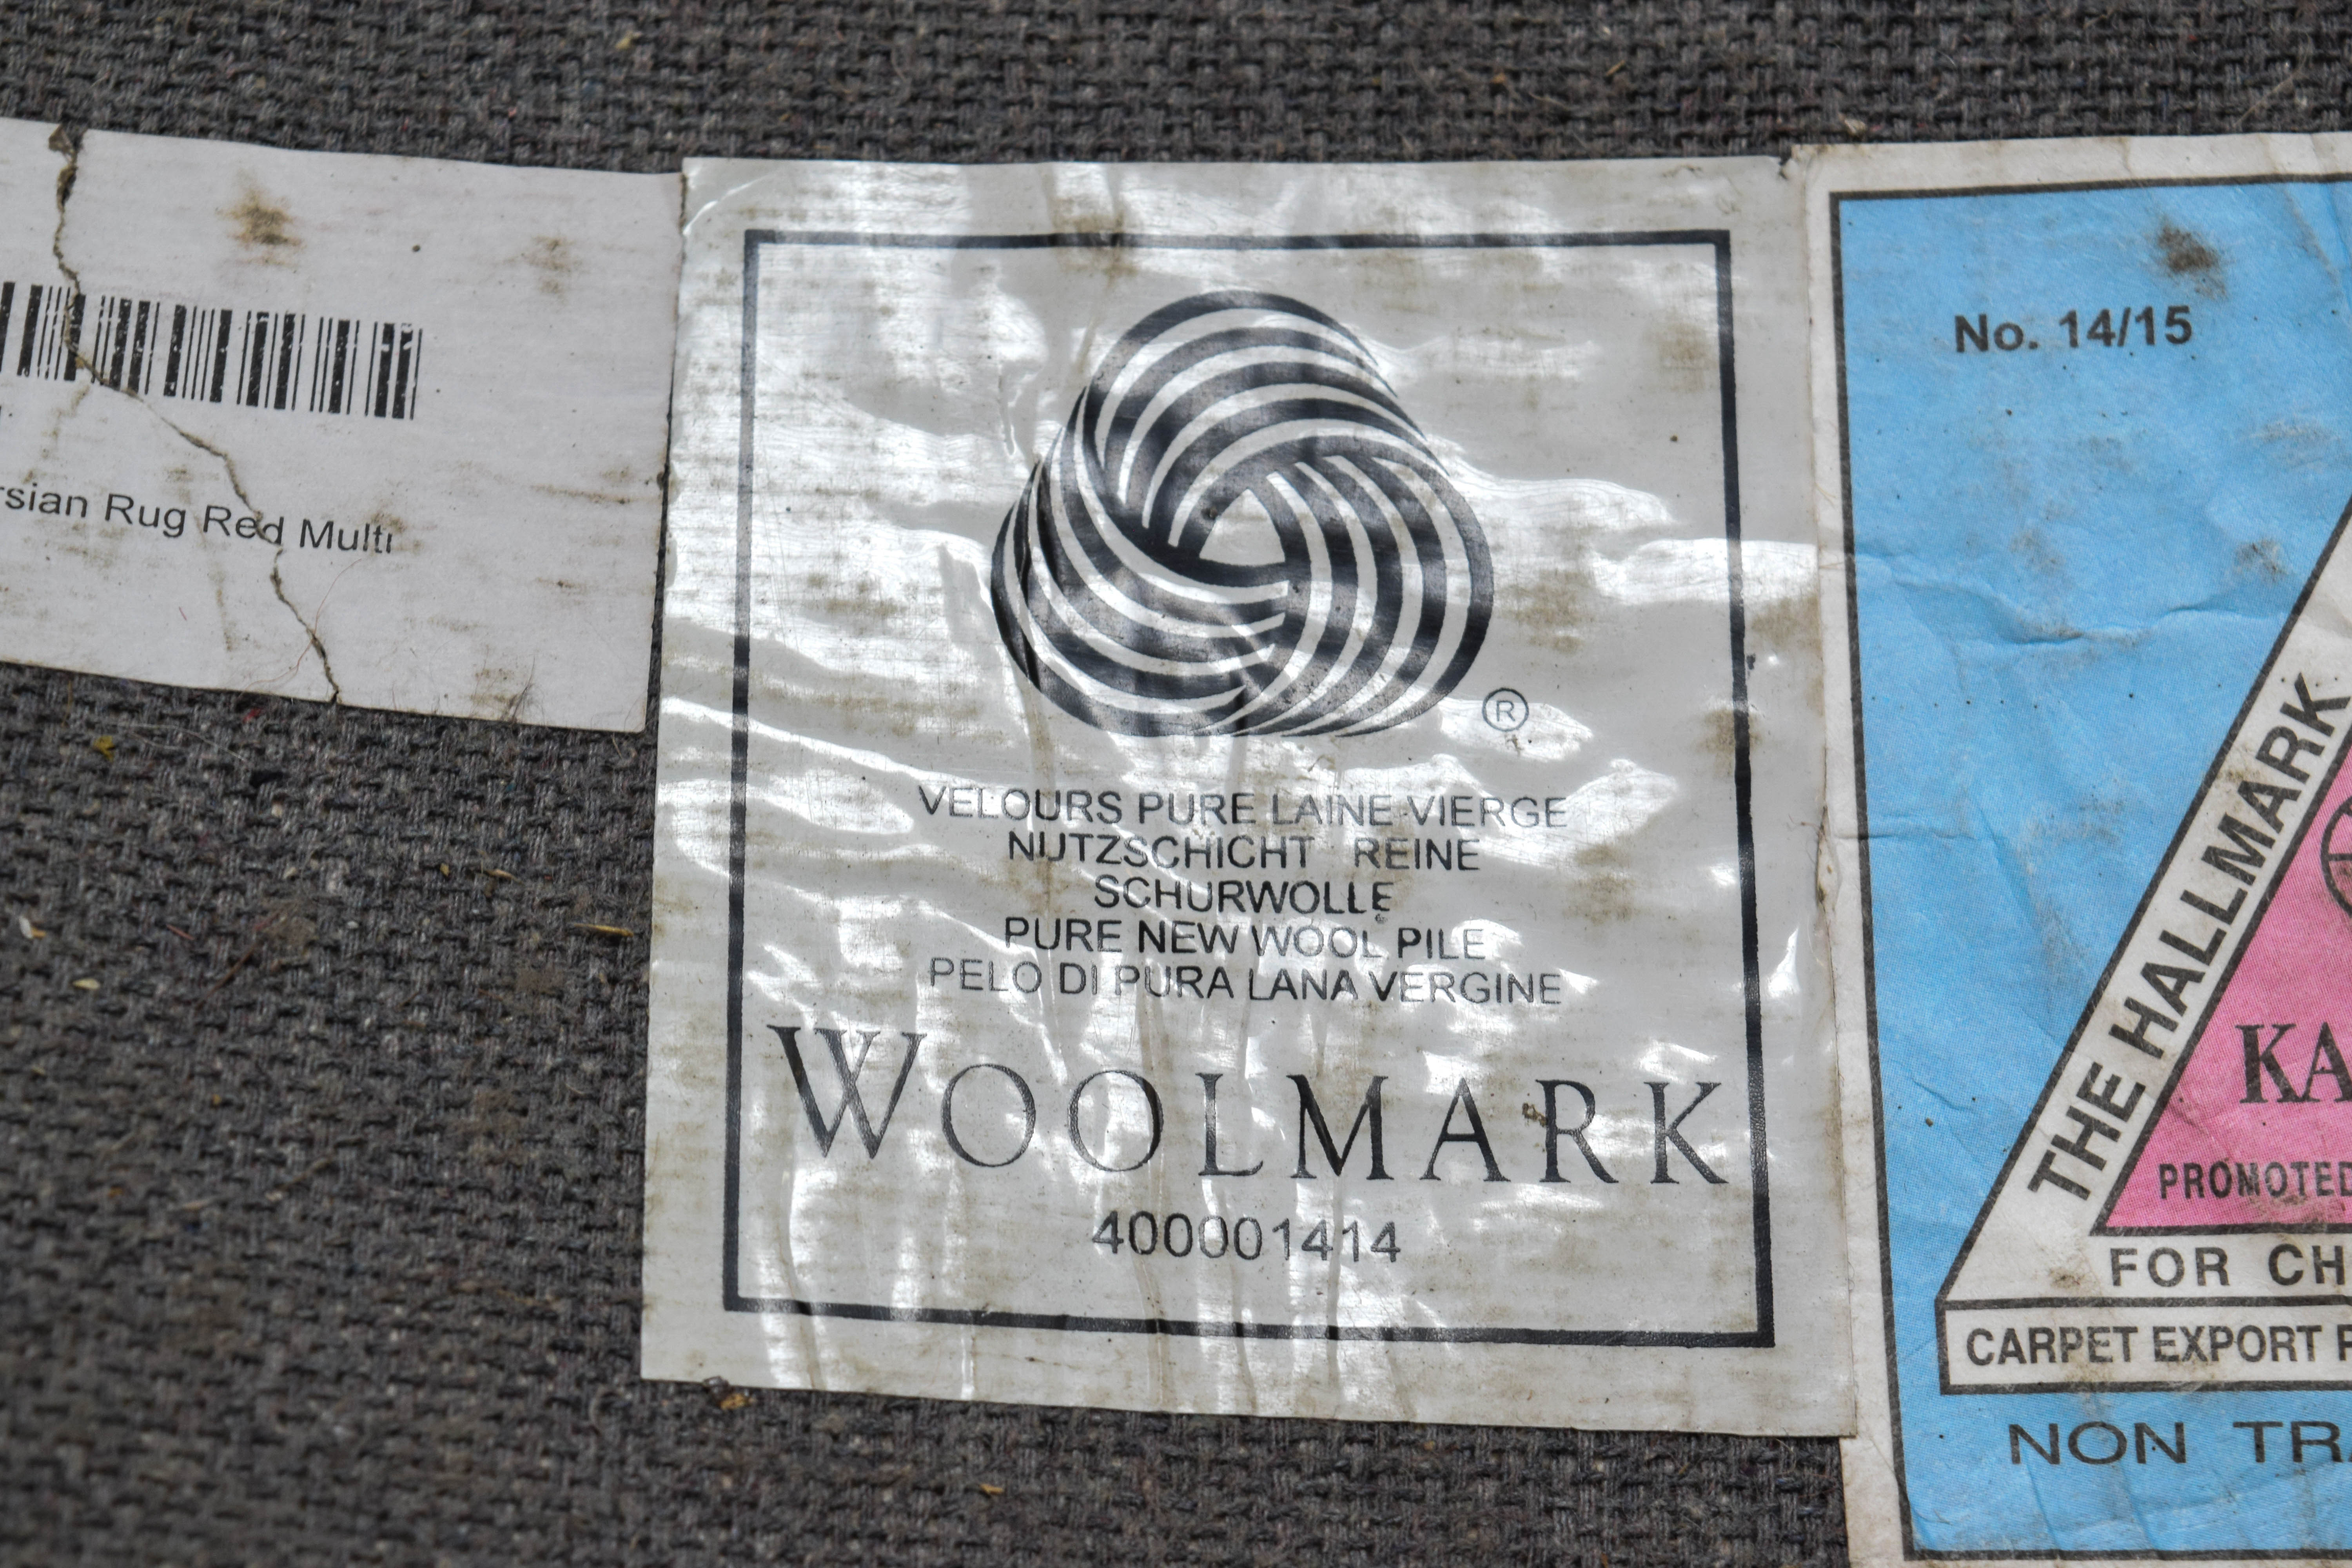 Rug Red Multi
®
VELOURS PURE LAINE VIERGE
NUTZSCHICHT REINE
SCHURWOLLE
PURE NEW WOOL PILE
PELO DI PURA LANA VERGINE
WOOLMARK
400001414
No. 14/15
THE HALLMARK
KA
PROMOTED
FOR CH
CARPET EXPORT
NON TR